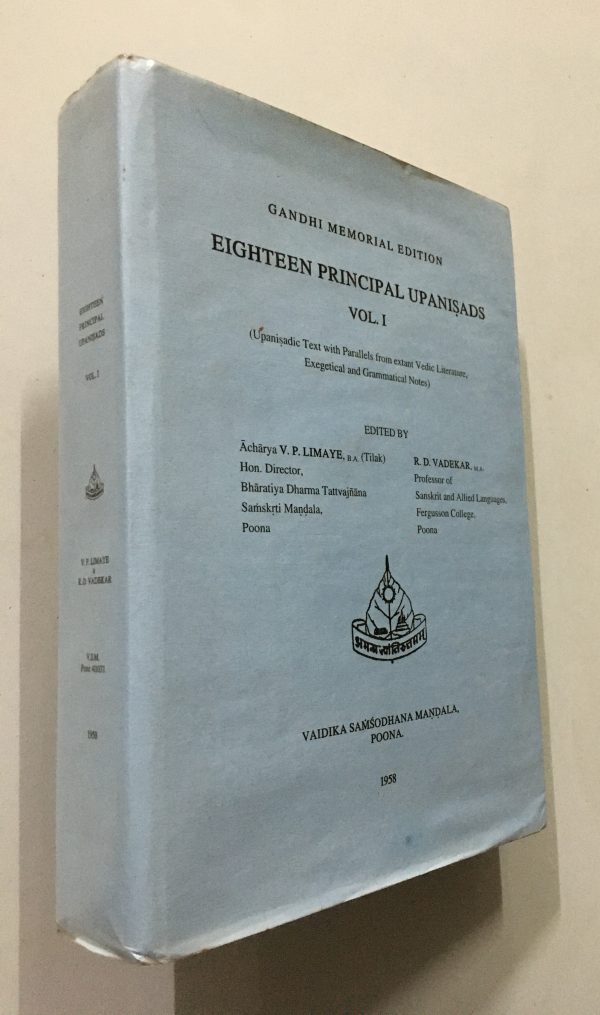 GANDHI MEMORIAL EDITION
EIGHTEEN PRINCIPAL UPANIṢADS
VOL. I
(Upaniṣadic Text with Parallels from extant Vedic Literature,
Exegetical and Grammatical Notes)
EDITED BY
Āchārya V. P. LIMAYE, B.A. (Tilak)
Hon. Director,
Bhāratiya Dharma Tattvajñāna
Saṁskṛti Maṇḍala,
Poona
R. D. VADEKAR, M.A.
Professor of
Sanskrit and Allied Languages,
Fergusson College,
Poona
VAIDIKA SAṀŚODHANA MAṆḌALA,
POONA.
1958
EIGHTEEN
PRINCIPAL
UPANIṢADS
VOL. I
V. P. LIMAYE
&
R.D. VADEKAR
V.S.M.
1958